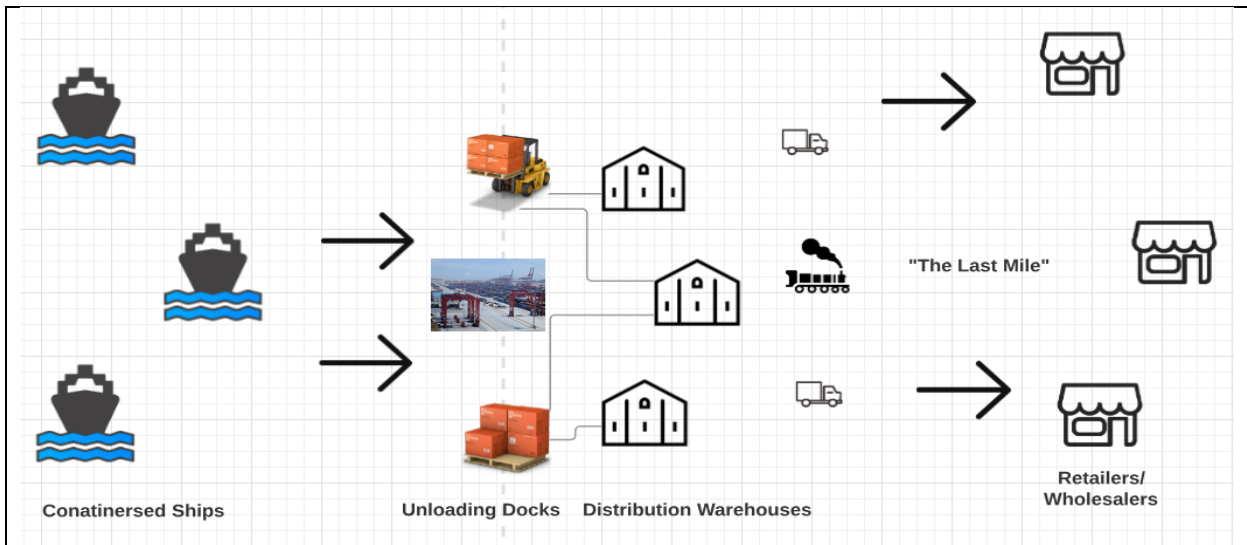 "The Last Mile"
Conatinersed Ships
Unloading Docks
Distribution Warehouses
Retailers/
Wholesalers